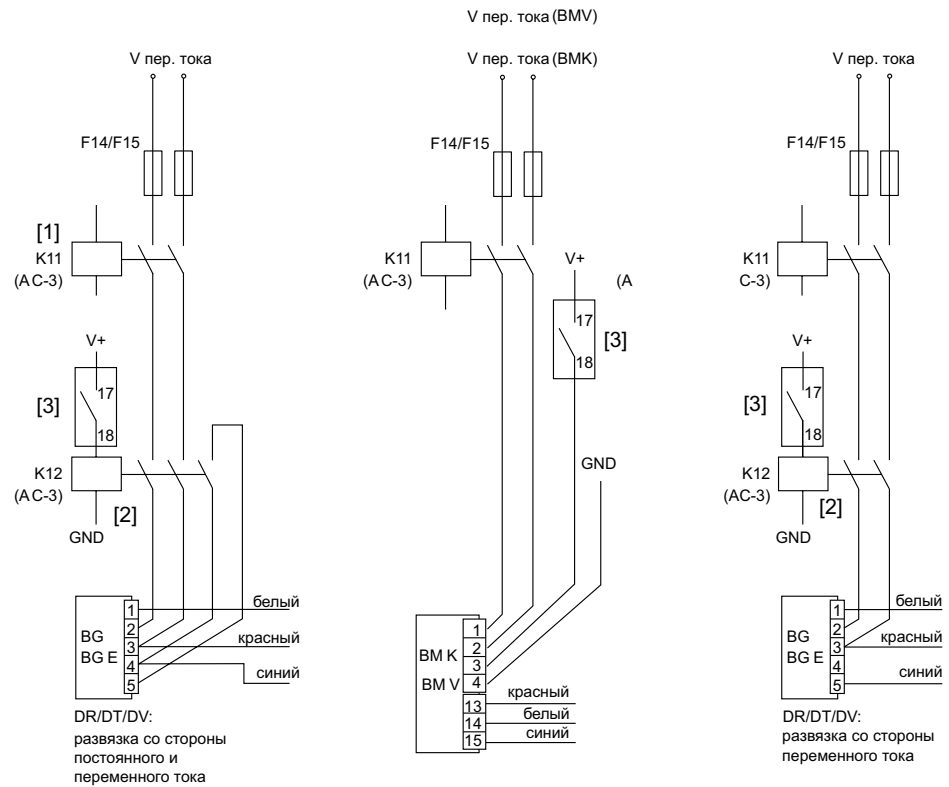 V пер. тока (BMV)
V пер. тока
V пер. тока (BMK)
V пер. тока
F14/F15
F14/F15
F14/F15
[1]
K11
(AC-3)
K11
(AC-3)
V+
(A
K11
C-3)
17
18
[3]
V+
17
18
[3]
K12
(AC-3)
[2]
GND
GND
V+
17
18
[3]
K12
(AC-3)
[2]
GND
BG
BG E
1
2
3
4
5
белый
красный
синий
DR/DT/DV:
развязка со стороны
постоянного и
переменного тока
BM K
BM V
1
2
3
4
13
14
15
красный
белый
синий
BG
BG E
1
2
3
4
5
белый
красный
синий
DR/DT/DV:
развязка со стороны
переменного тока